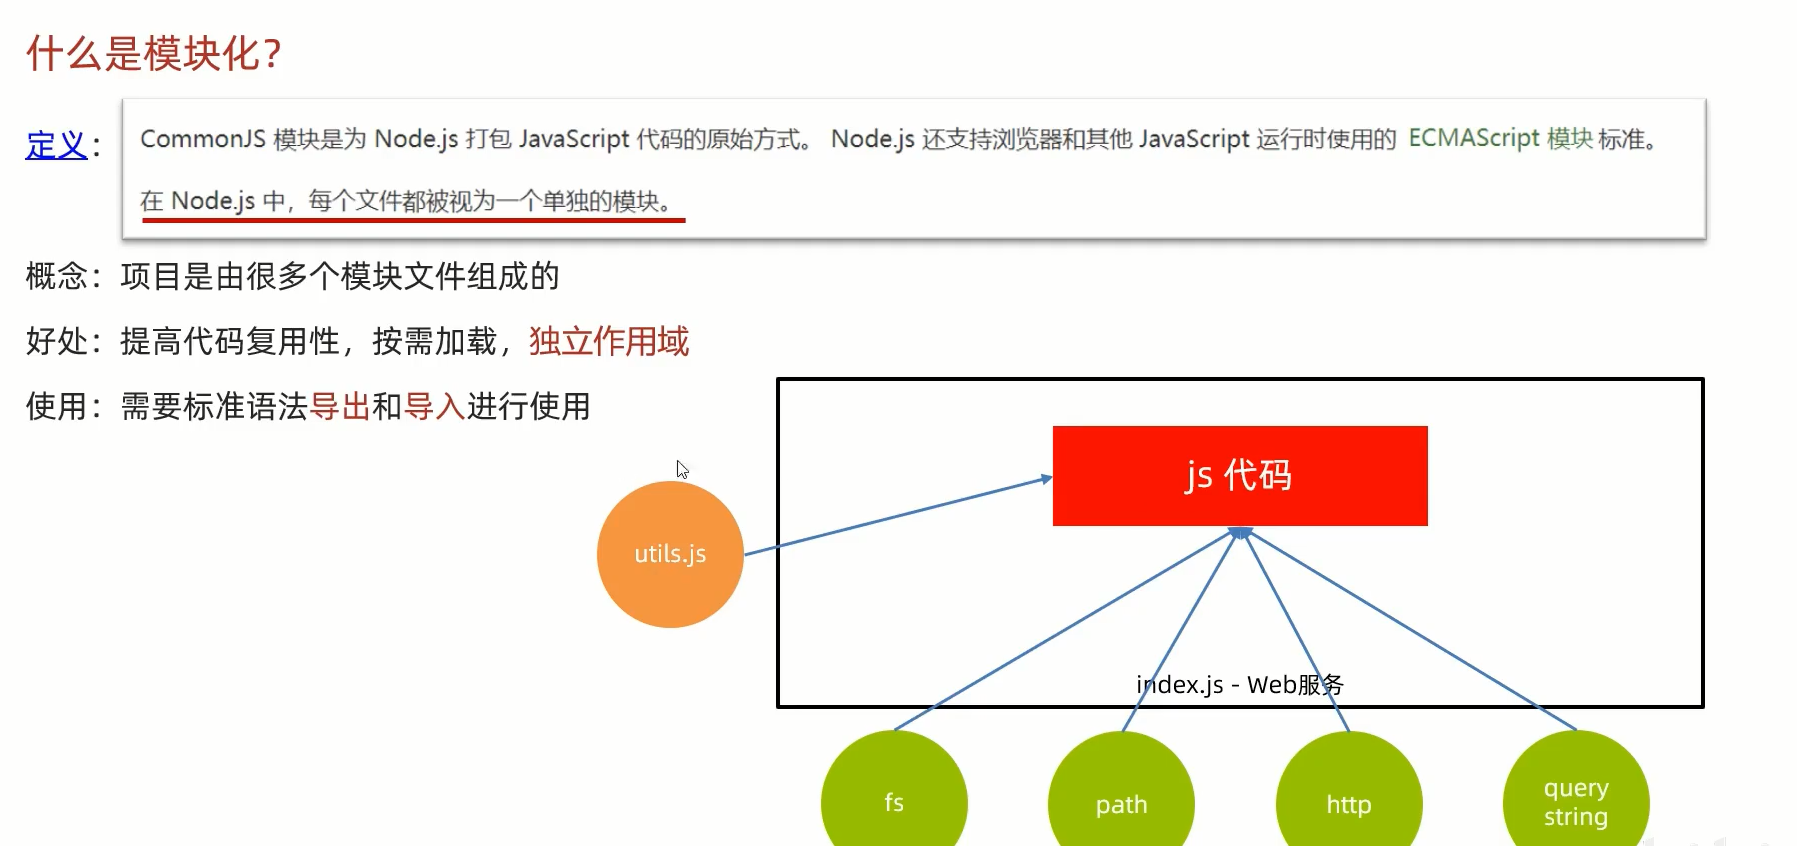 什么是模块化？
定义：
CommonJS 模块是为 Node.js 打包 JavaScript 代码的原始方式。 Node.js 还支持浏览器和其他 JavaScript 运行时使用的 ECMAScript 模块 标准。
在 Node.js 中，每个文件都被视为一个单独的模块。
概念：项目是由很多个模块文件组成的
好处：提高代码复用性，按需加载，独立作用域
使用：需要标准语法导出和导入进行使用
js 代码
utils.js
index.js - Web服务
fs
path
http
query
string